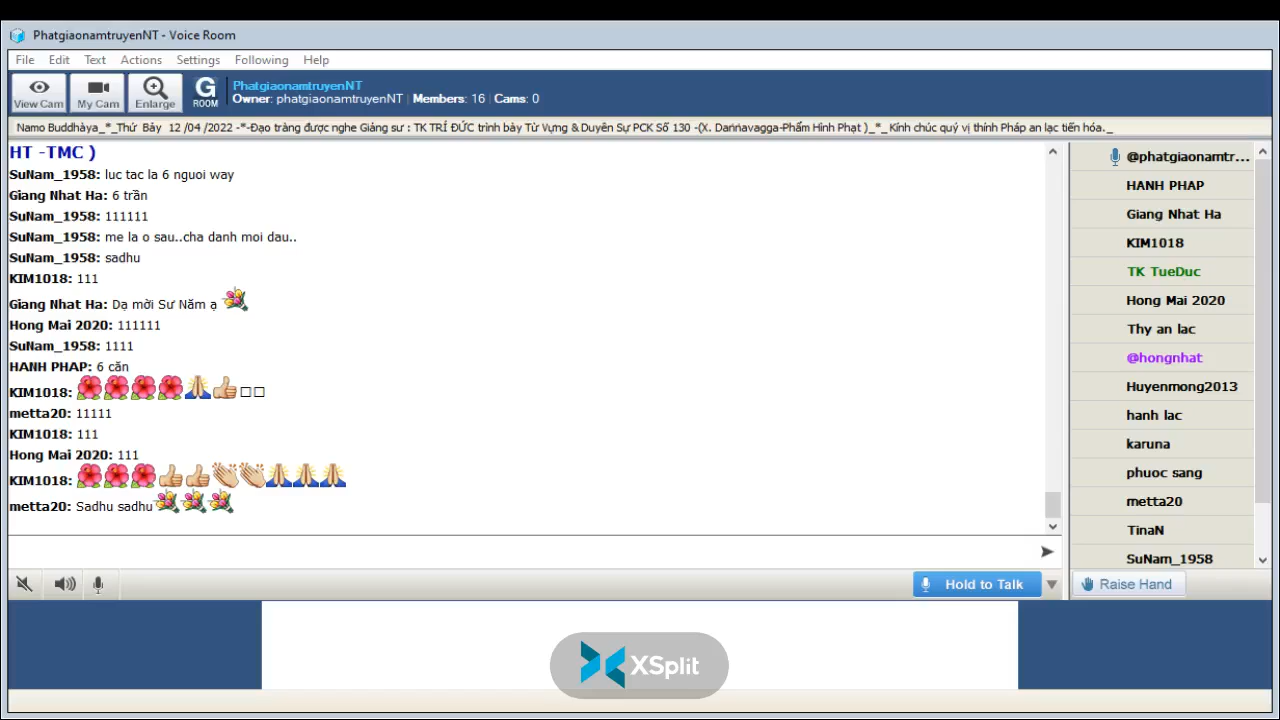 PhatgiaonamtruyenNT - Voice Room
File Edit Text Actions Settings Following Help
View Cam My Cam Enlarge G ROOM
PhatgiaonamtruyenNT
Owner: phatgiaonamtruyenNT | Members: 16 | Cams: 0
Namo Buddhàya_*_Thứ Bảy 12 /04 /2022 -*-Đạo tràng được nghe Giảng sư : TK TRÍ ĐỨC trình bày Từ Vựng & Duyên Sự PCK Số 130 -(X. Daṇṇavagga-Phẩm Hình Phạt )_*_ Kính chúc quý vị thính Pháp an lạc tiến hóa._
HT -TMC )
SuNam_1958: luc tac la 6 nguoi way
Giang Nhat Ha: 6 trần
SuNam_1958: 111111
SuNam_1958: me la o sau..cha danh moi dau..
SuNam_1958: sadhu
KIM1018: 111
Giang Nhat Ha: Dạ mời Sư Năm ạ
Hong Mai 2020: 111111
SuNam_1958: 1111
HANH PHAP: 6 căn
KIM1018:
metta20: 11111
KIM1018: 111
Hong Mai 2020: 111
KIM1018:
metta20: Sadhu sadhu
@phatgiaonamtr...
HANH PHAP
Giang Nhat Ha
KIM1018
TK TueDuc
Hong Mai 2020
Thy an lac
@hongnhat
Huyenmong2013
hanh lac
karuna
phuoc sang
metta20
TinaN
SuNam_1958
Hold to Talk
Raise Hand
XSplit